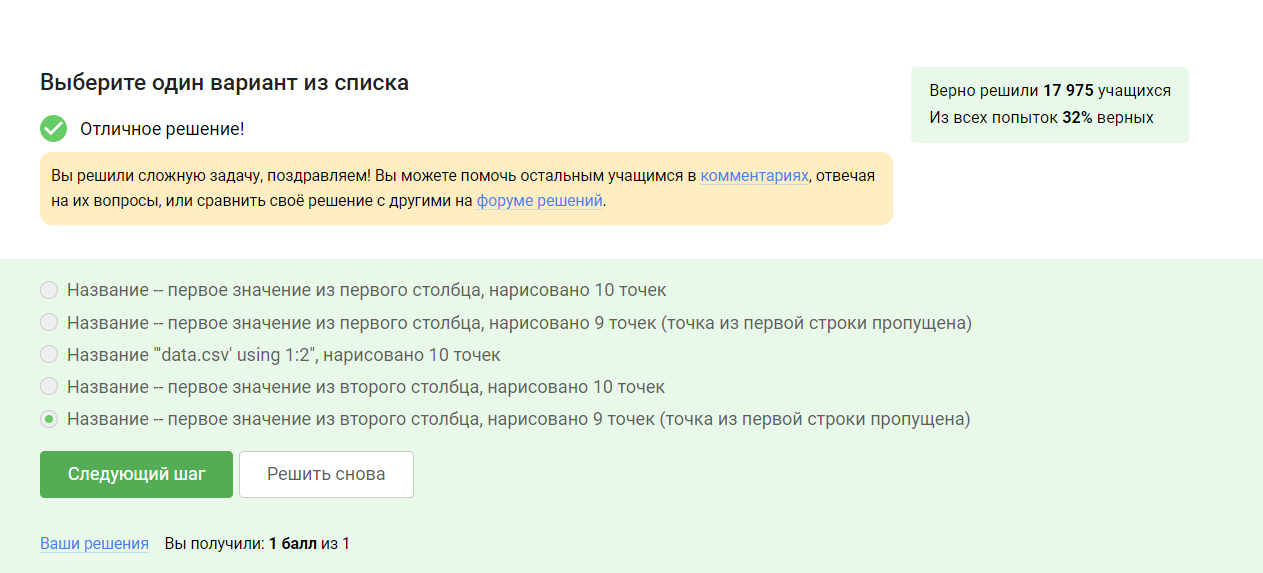 Выберите один вариант из списка
Верно решили 17 975 учащихся
Из всех попыток 32% верных
Отличное решение!
Вы решили сложную задачу, поздравляем! Вы можете помочь остальным учащимся в комментариях, отвечая
на их вопросы, или сравнить своё решение с другими на форуме решений.
Название -- первое значение из первого столбца, нарисовано 10 точек
Название -- первое значение из первого столбца, нарисовано 9 точек (точка из первой строки пропущена)
Название "'data.csv' using 1:2", нарисовано 10 точек
Название -- первое значение из второго столбца, нарисовано 10 точек
Название -- первое значение из второго столбца, нарисовано 9 точек (точка из первой строки пропущена)
Следующий шаг Решить снова
Ваши решения Вы получили: 1 балл из 1